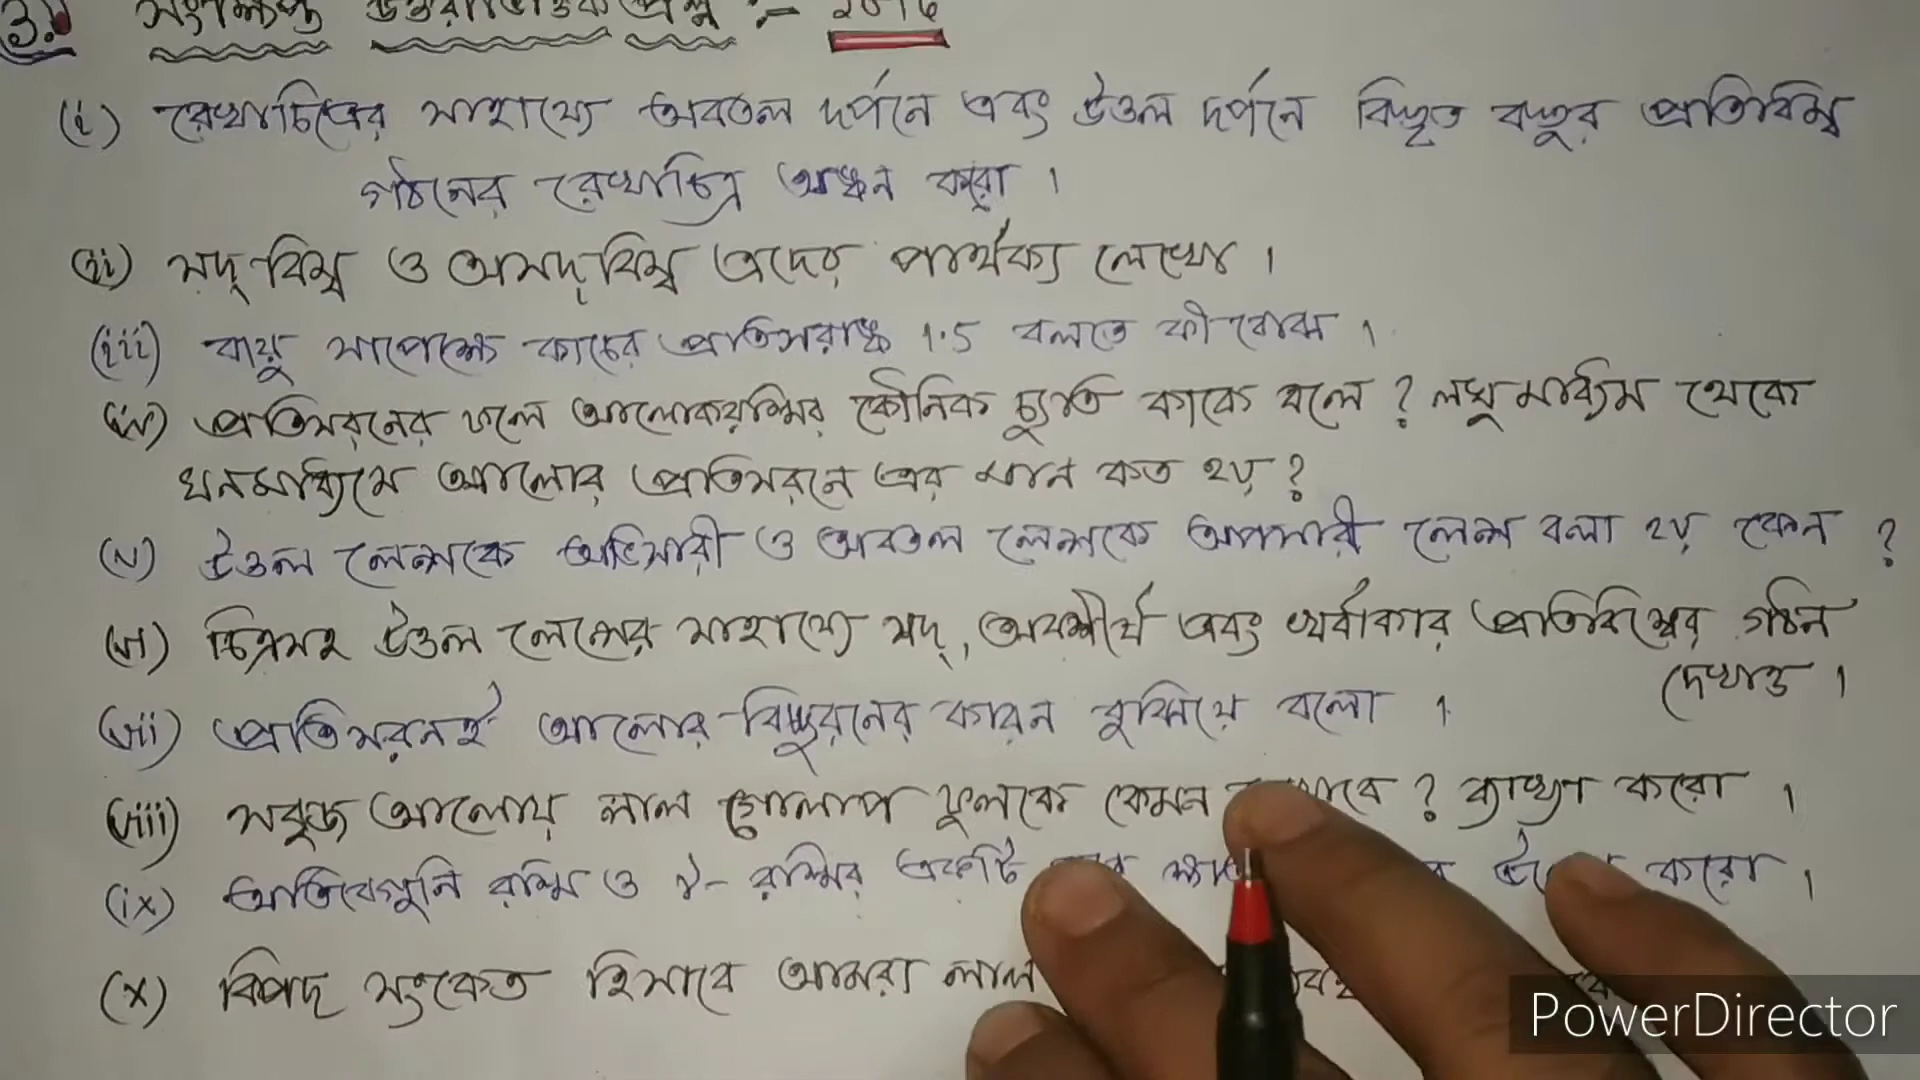 3. সংক্ষিপ্ত উত্তরভিত্তিক প্রশ্ন :-
(i) রেখাচিত্রের সাহায্যে অবতল দর্পনে এবং উত্তল দর্পনে বিস্তৃত বস্তুর প্রতিবিম্ব
গঠনের রেখাচিত্র অঙ্কন করো ।
(ii) সদ্-বিম্ব ও অসদ্-বিম্ব এদের পার্থক্য লেখো ।
(iii) বায়ু সাপেক্ষে কাচের প্রতিসরাঙ্ক 1.5 বলতে কী বোঝ ।
(iv) প্রতিসরনের ফলে আলোকরশ্মির কৌনিক চ্যুতি কাকে বলে ? লঘু মাধ্যম থেকে
ঘনমাধ্যমে আলোর প্রতিসরনে এর মান কত হয় ?
(v) উত্তল লেন্সকে অভিসারী ও অবতল লেন্সকে অপসারী লেন্স বলা হয় কেন ?
(vi) চিত্রসহ উত্তল লেন্সের সাহায্যে সদ্, অবশীর্ষ এবং খর্বাকার প্রতিবিম্বের গঠন
দেখাও ।
(vii) প্রতিসরনই আলোর বিচ্ছুরনের কারন বুঝিয়ে বলো ।
(viii) সবুজ আলোয় লাল গোলাপ ফুলকে কেমন ? ব্যাখ্যা করো ।
(ix) অতিবেগুনি রশ্মি ও γ- রশ্মির একটি করো ।
(x) বিপদ সংকেত হিসাবে আমরা লাল
PowerDirector